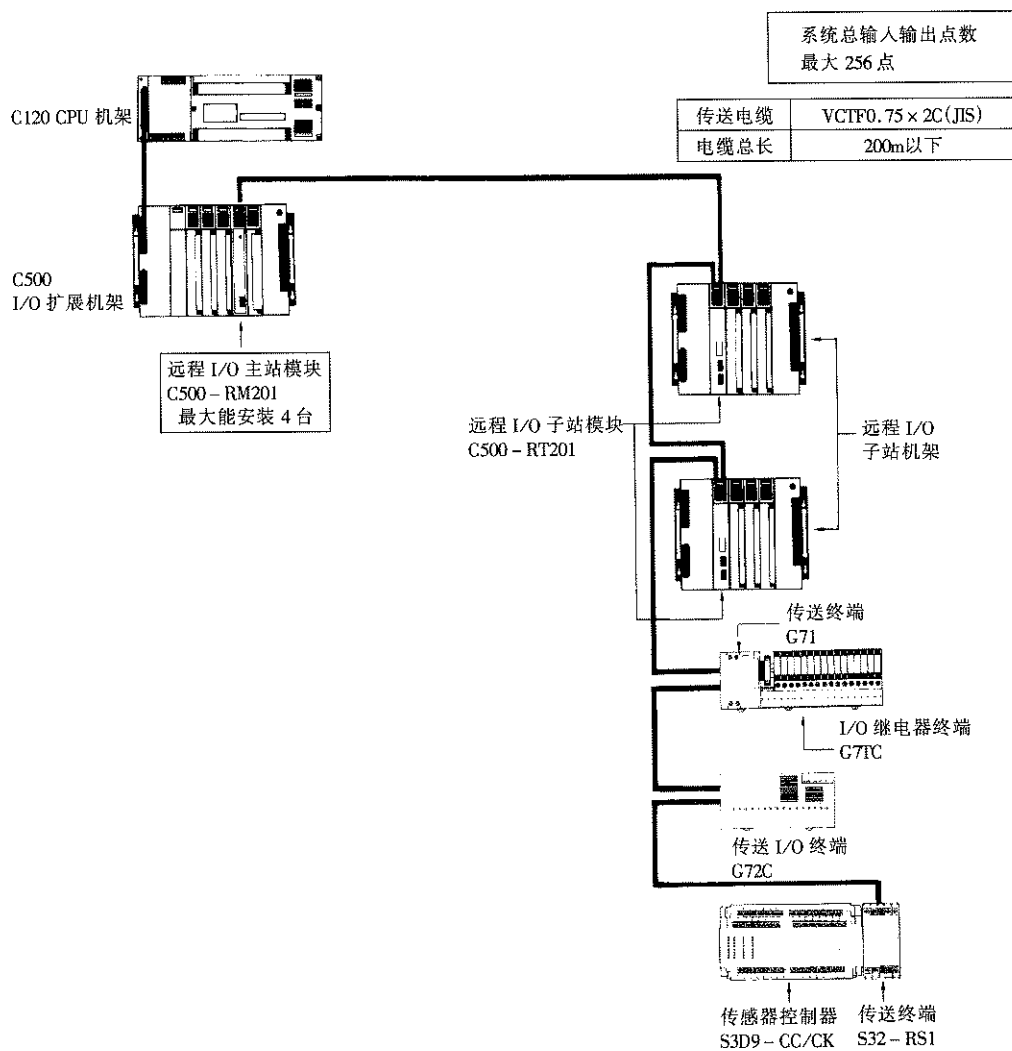 系统总输入输出点数
最大 256 点
传送电缆 VCTF0.75×2C(JIS)
电缆总长 200m以下
C120 CPU 机架
C500
I/O 扩展机架
远程 I/O 主站模块
C500-RM201
最大能安装 4 台
远程 I/O 子站模块
C500-RT201
远程 I/O
子站机架
传送终端
G71
I/O 继电器终端
G7TC
传送 I/O 终端
G72C
传感器控制器
S3D9-CC/CK
传送终端
S32-RS1